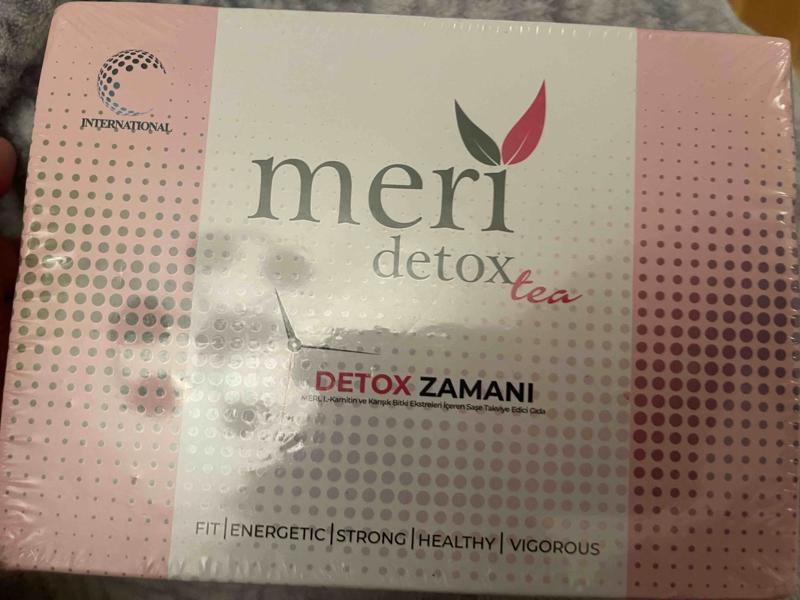 INTERNATIONAL
meri
detox
tea
DETOX ZAMANI
MERI, L-Karnitin ve Karışık Bitki Ekstreleri İçeren Saşe Takviye Edici Gıda
FIT | ENERGETIC | STRONG | HEALTHY | VIGOROUS